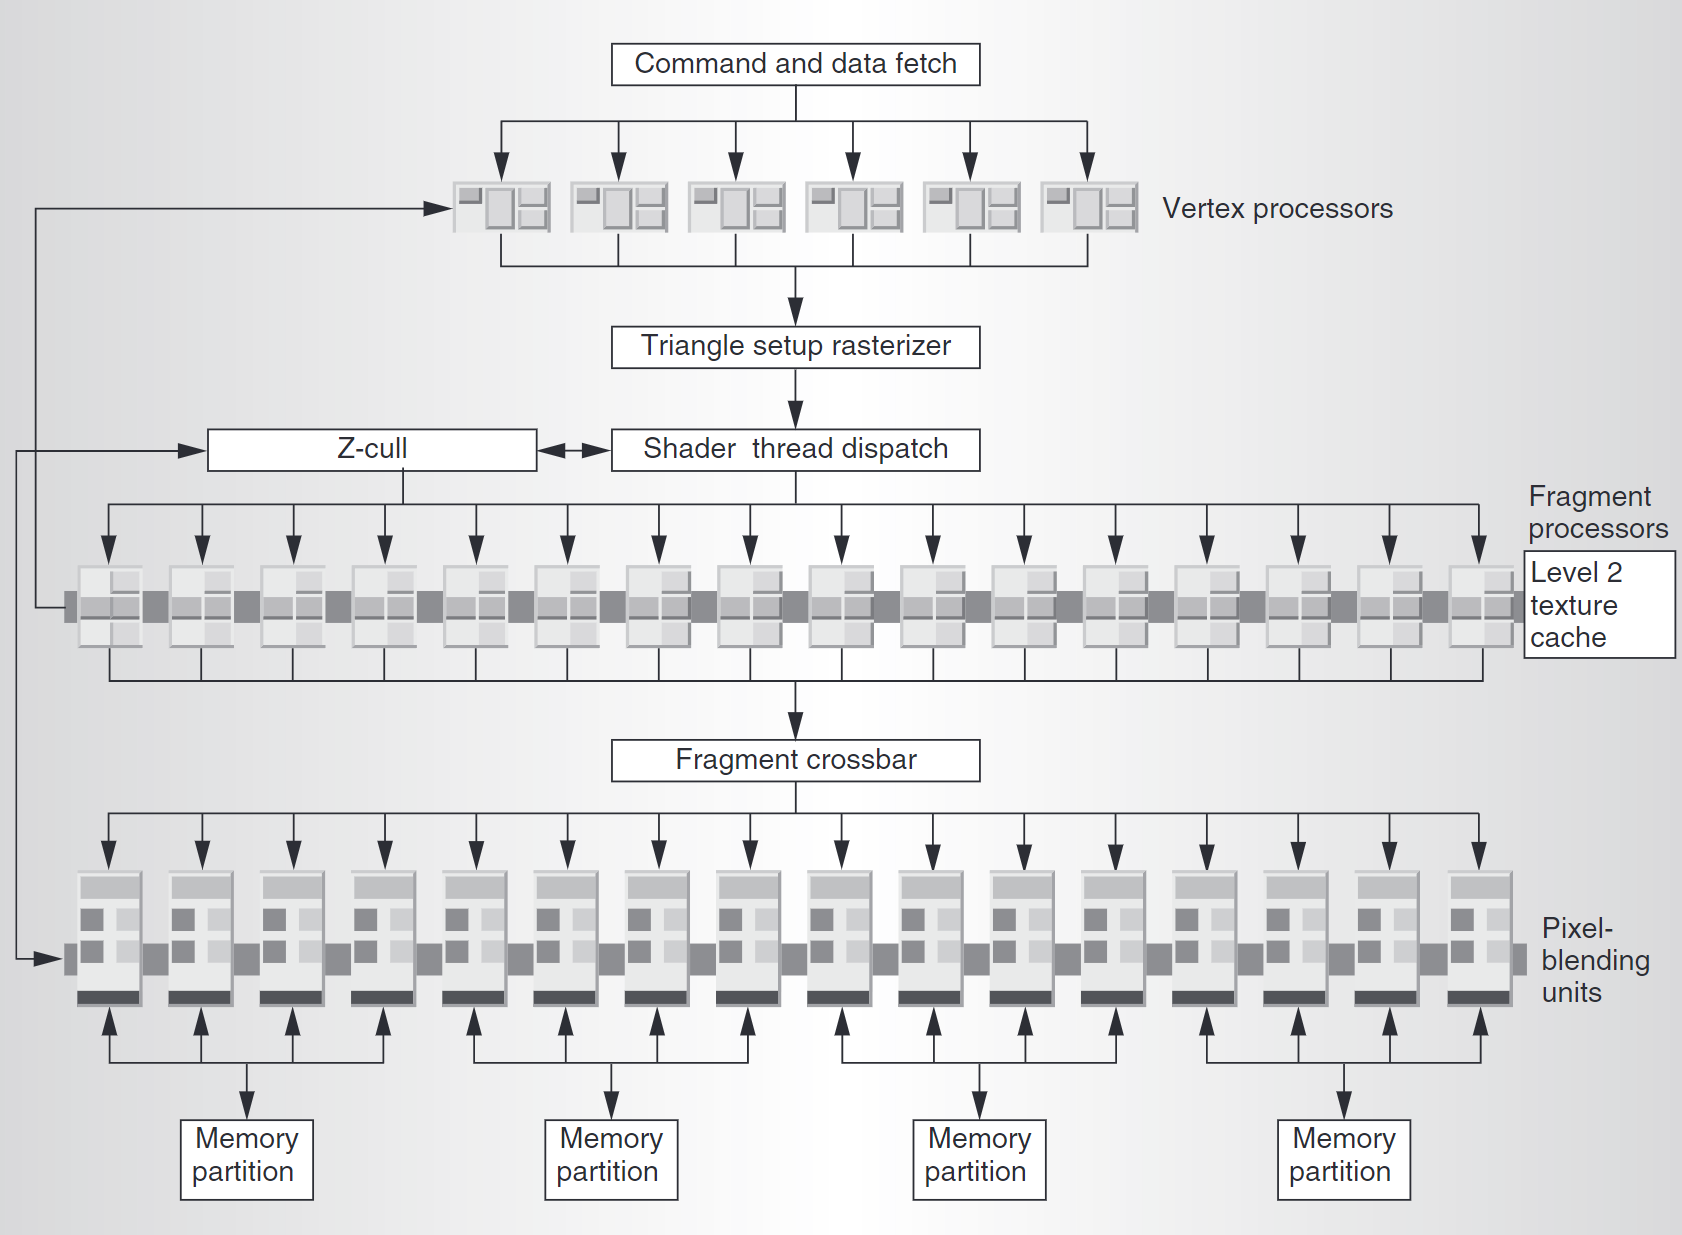 Command and data fetch
Vertex processors
Triangle setup rasterizer
Z-cull
Shader thread dispatch
Fragment
processors
Level 2
texture
cache
Fragment crossbar
Pixel-
blending
units
Memory
partition
Memory
partition
Memory
partition
Memory
partition